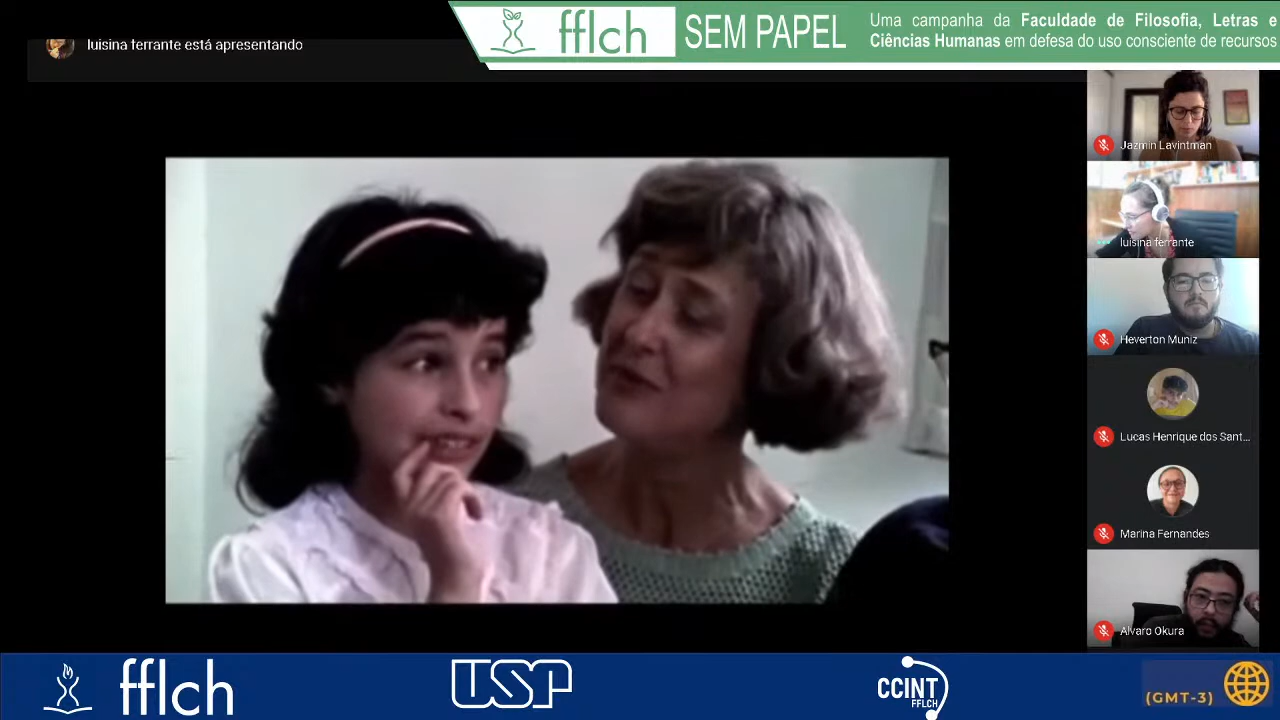 luisina ferrante está apresentando
fflch
SEM PAPEL
Uma campanha da Faculdade de Filosofia, Letras e
Ciências Humanas em defesa do uso consciente de recursos
Jazmin Lavintman
luisina ferrante
Heverton Muniz
Lucas Henrique dos Sant...
Marina Fernandes
Alvaro Okura
fflch
USP
CCINT
FFLCH
(GMT-3)